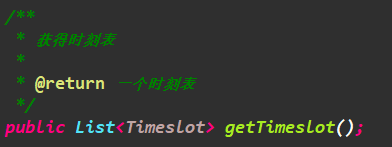 /**
 * 获得时刻表
 *
 * @return 一个时刻表
 */
public List<Timeslot> getTimeslot();